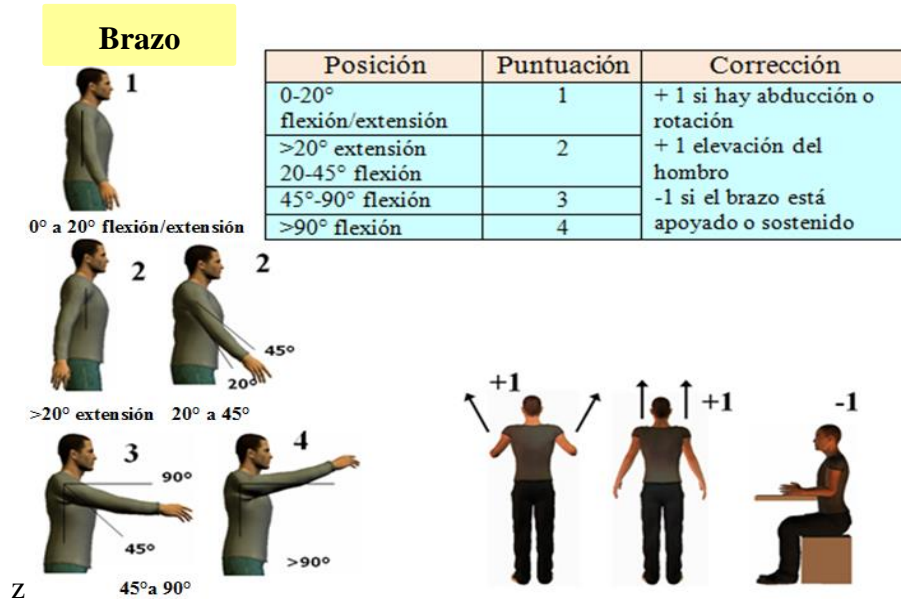 Brazo
1
0° a 20° flexión/extensión
Posición Puntuación Corrección
0-20°
flexión/extensión
1
>20° extensión
20-45° flexión
2
45°-90° flexión
3
>90° flexión
4
+ 1 si hay abducción o
rotación
+ 1 elevación del
hombro
-1 si el brazo está
apoyado o sostenido
2
2
45°
20°
>20° extensión 20° a 45°
3
90°
45°
4
>90°
Z
45°a 90°
+1
+1
-1